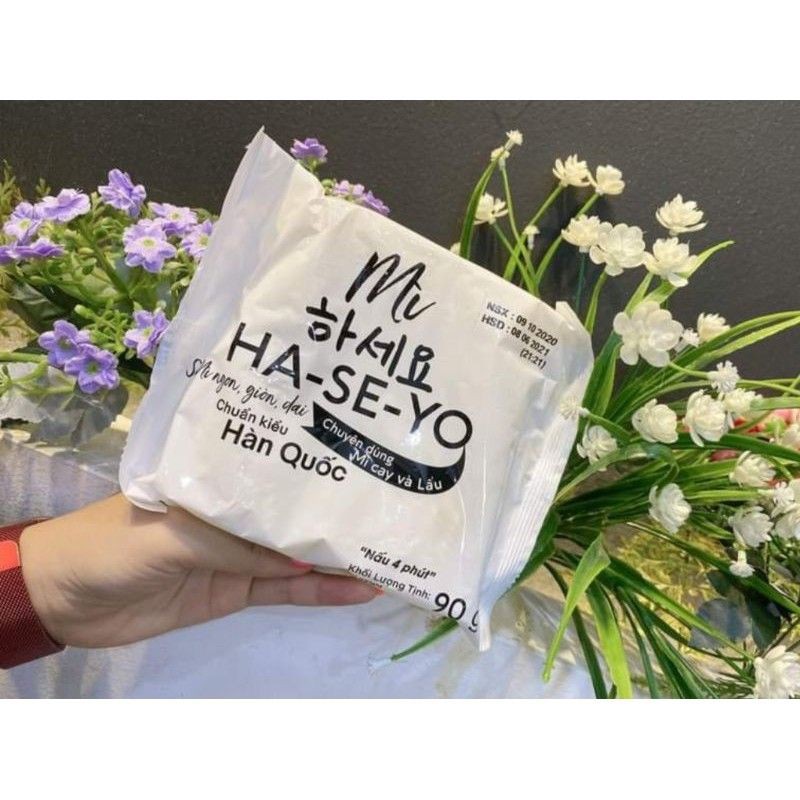 Mì
하세요
HA-SE-YO
Sợi ngon, giòn, dai
Chuẩn kiểu
Hàn Quốc
Chuyên dùng
Mì cay và Lẩu
NSX : 09 10 2020
HSD : 08 06 2021
(21:21)
"Nấu 4 phút"
Khối Lượng Tịnh:
90 g